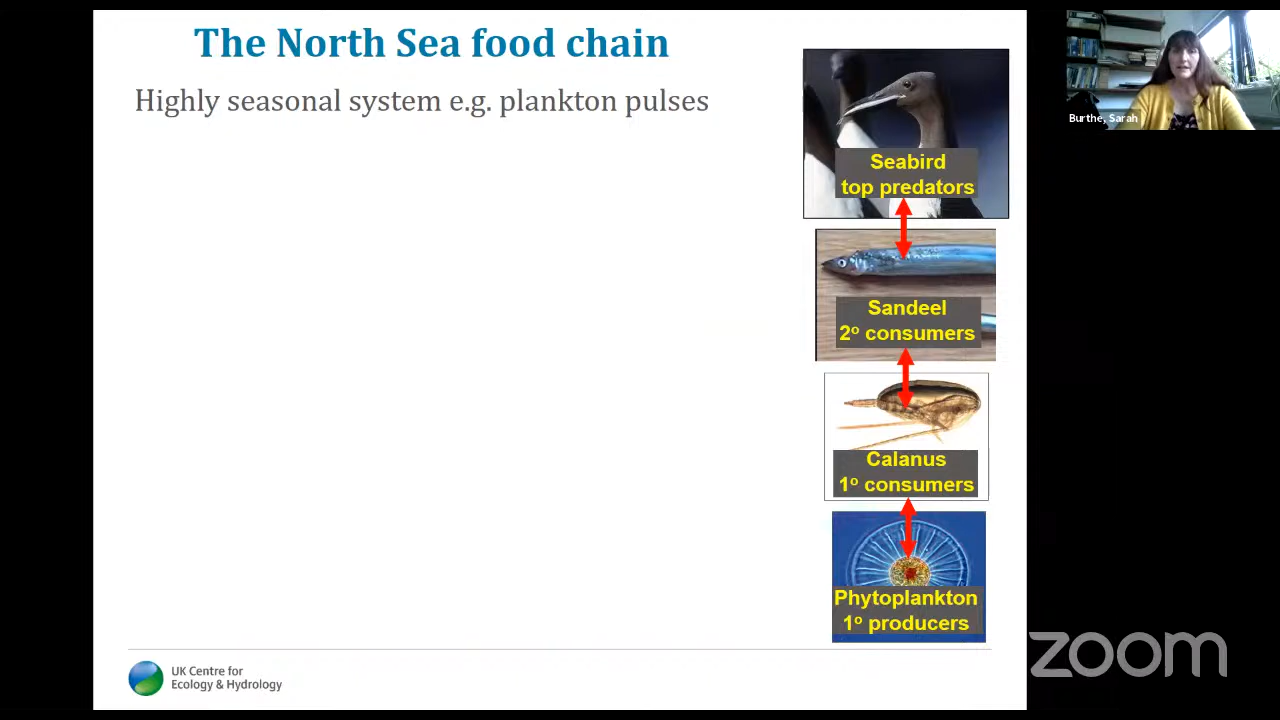 The North Sea food chain
Highly seasonal system e.g. plankton pulses
Seabird
top predators
Sandeel
2º consumers
Calanus
1º consumers
Phytoplankton
1º producers
UK Centre for
Ecology & Hydrology
Burthe, Sarah
zoom